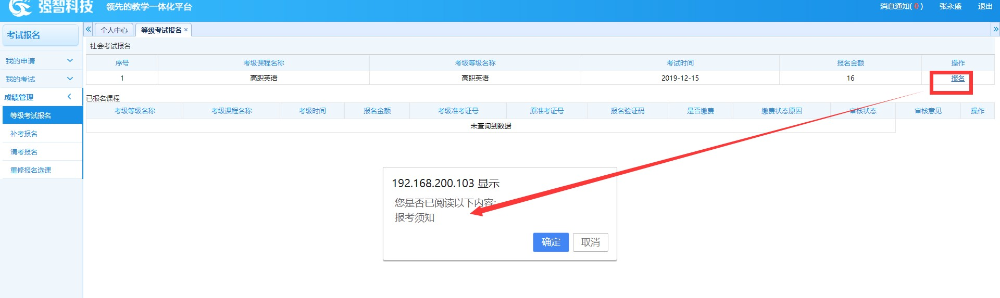 强智科技 领先的教学一体化平台 消息通知( 0 ) 张永盛 退出
考试报名
« 个人中心 等级考试报名 × »
社会考试报名
我的申请
我的考试
成绩管理
等级考试报名
补考报名
清考报名
重修报名选课
序号 考级课程名称 考级等级名称 考试时间 报名金额 操作
1 高职英语 高职英语 2019-12-15 16 报名
已报名课程
考级等级名称 考级课程名称 考级时间 报名金额 考级准考证号 原准考证号 报名验证码 是否缴费 缴费状态原因 审核状态 审核意见 操作
未查询到数据
192.168.200.103 显示
您是否已阅读以下内容:
报考须知
确定 取消